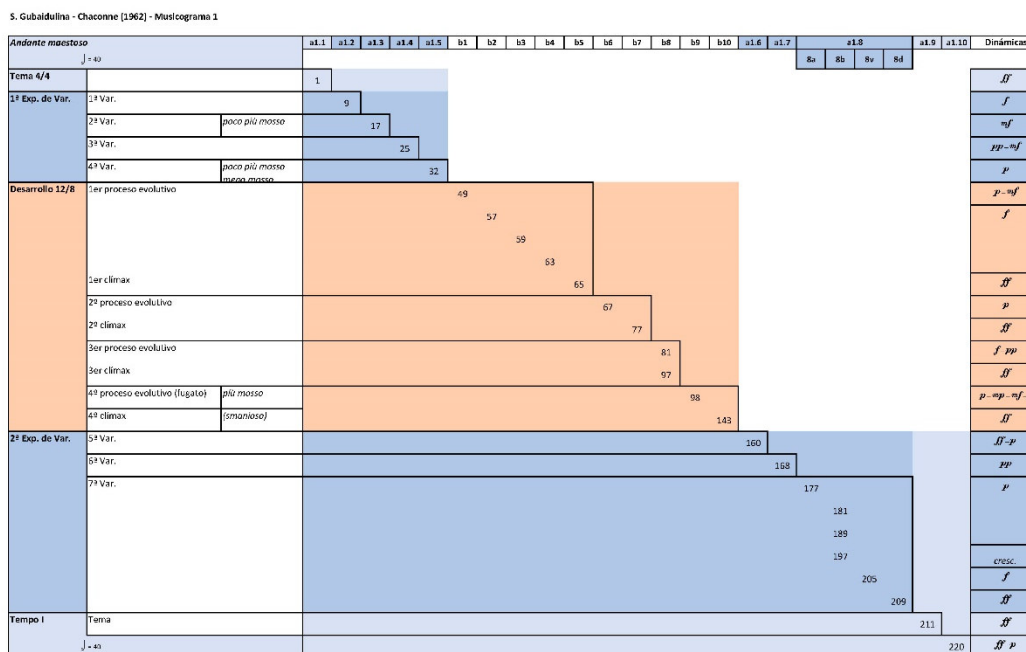 S. Gubaidulina - Chaconne (1962) - Musicograma 1
Andante maestoso a1.1 a1.2 a1.3 a1.4 a1.5 b1 b2 b3 b4 b5 b6 b7 b8 b9 b10 a1.6 a1.7 a1.8 a1.9 a1.10 Dinámicas
♩ = 40 8a 8b 8v 8d
Tema 4/4 1 ff
1ª Exp. de Var. 1ª Var. 9 f
2ª Var. poco più mosso 17 mf
3ª Var. 25 pp-mf
4ª Var. poco più mosso 32 p
meno mosso
Desarrollo 12/8 1er proceso evolutivo 49 p-mf
57 f
59
63
1er clímax 65 ff
2º proceso evolutivo 67 p
2º climax 77 ff
3er proceso evolutivo 81 f pp
3er clímax 97 ff
4º proceso evolutivo (fugato) più mosso 98 p-mp-mf-
4º climax (smanioso) 143 ff
2ª Exp. de Var. 5ª Var. 160 ff-p
6ª Var. 168 pp
7ª Var. 177 p
181
189
197 cresc.
205 f
209 ff
Tempo I Tema 211 ff
♩ = 40 220 ff p